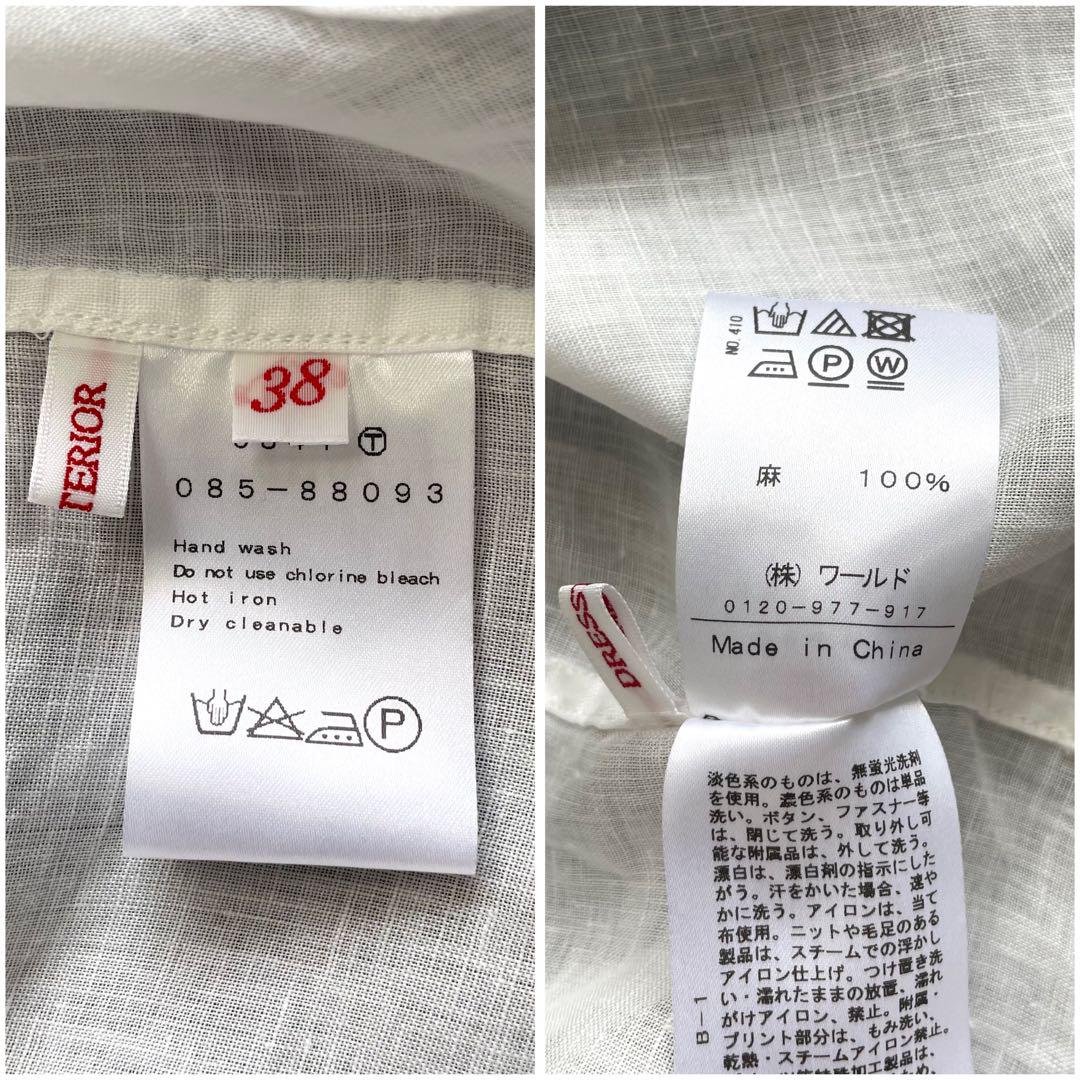 TERIOR
38
T
085-88093
Hand wash
Do not use chlorine bleach
Hot iron
Dry cleanable
P
NO.410
P W
麻 100%
(株)ワールド
0120-977-917
Made in China
DRESS
淡色系のものは、無蛍光洗剤
を使用。濃色系のものは単品
洗い。ボタン、ファスナー等
は、閉じて洗う。取り外し可
能な附属品は、外して洗う。
漂白は、漂白剤の指示にした
がう。汗をかいた場合、速や
かに洗う。アイロンは、当て
布使用。ニットや毛足のある
製品は、スチームでの浮かし
アイロン仕上げ。つけ置き洗
い・濡れたままの放置、濡れ
がけアイロン、禁止。附属・
プリント部分は、もみ洗い、
乾熱・スチームアイロン禁止。
B-1